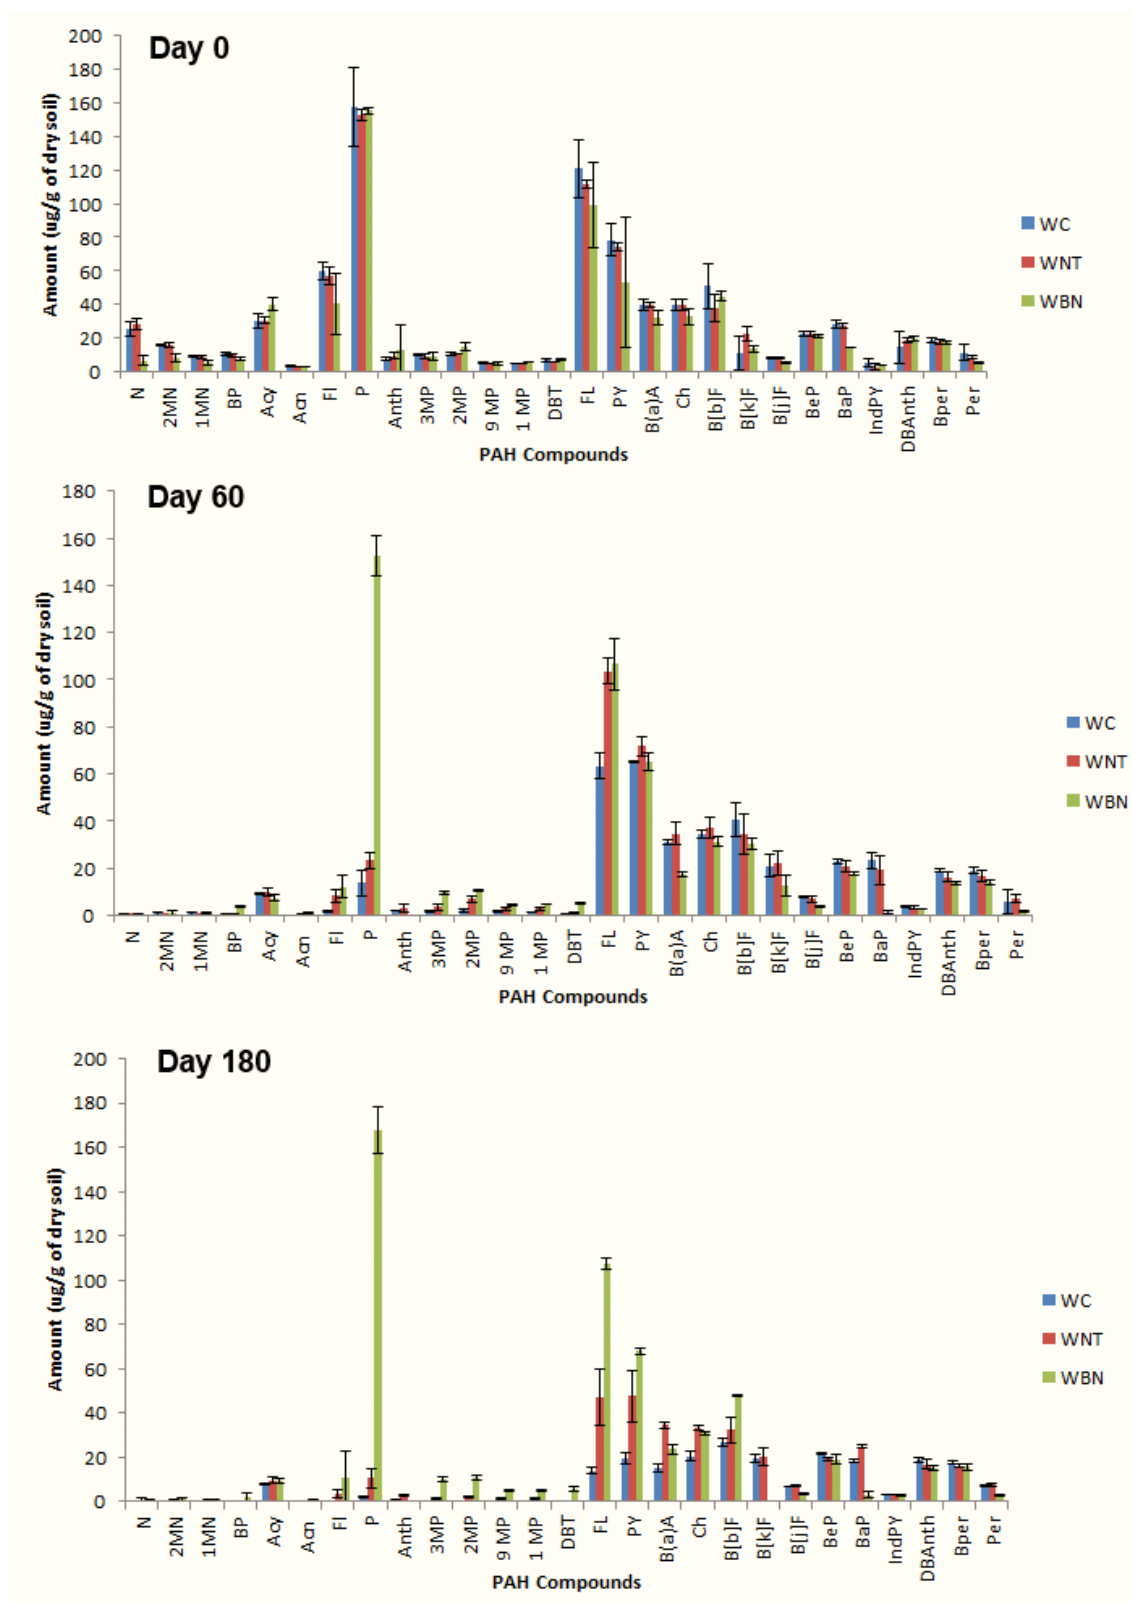 Day 0
Amount (ug/g of dry soil)
200
180
160
140
120
100
80
60
40
20
0
N 2MN 1MN BP Acy Acn Fl P Anth 3MP 2MP 9 MP 1 MP DBT FL PY B(a)A Ch B[b]F B[k]F B[j]F BeP BaP IndPY DBAnth Bper Per
PAH Compounds
WC
WNT
WBN
Day 60
Amount (ug/g of dry soil)
180
160
140
120
100
80
60
40
20
0
N 2MN 1MN BP Acy Acn Fl P Anth 3MP 2MP 9 MP 1 MP DBT FL PY B(a)A Ch B[b]F B[k]F B[j]F BeP BaP IndPY DBAnth Bper Per
PAH Compounds
WC
WNT
WBN
Day 180
Amount (ug/g of dry soil)
200
180
160
140
120
100
80
60
40
20
0
N 2MN 1MN BP Acy Acn Fl P Anth 3MP 2MP 9 MP 1 MP DBT FL PY B(a)A Ch B[b]F B[k]F B[j]F BeP BaP IndPY DBAnth Bper Per
PAH Compounds
WC
WNT
WBN